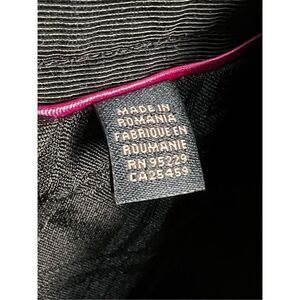 MADE IN
ROMANIA
FABRIQUE EN
ROUMANIE
RN 95229
CA25459